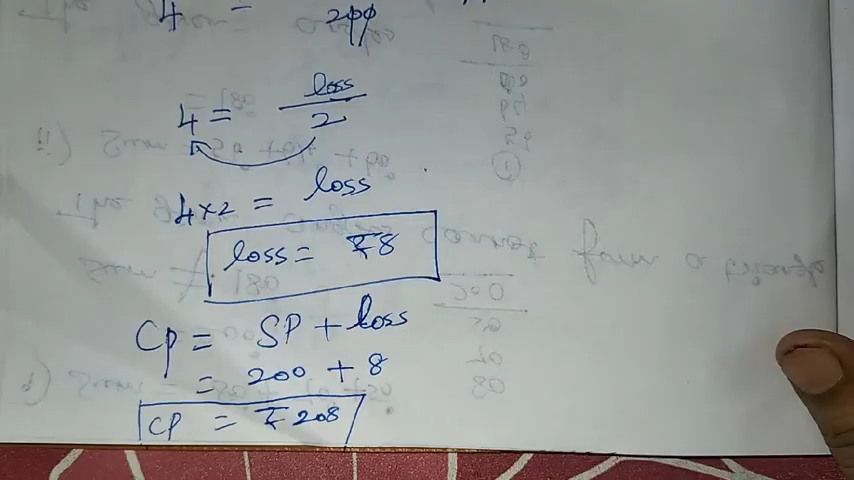 4 = 200
4 = loss
2
4×2 = loss
loss = ₹8
CP = SP + loss
= 200 + 8
CP = ₹208